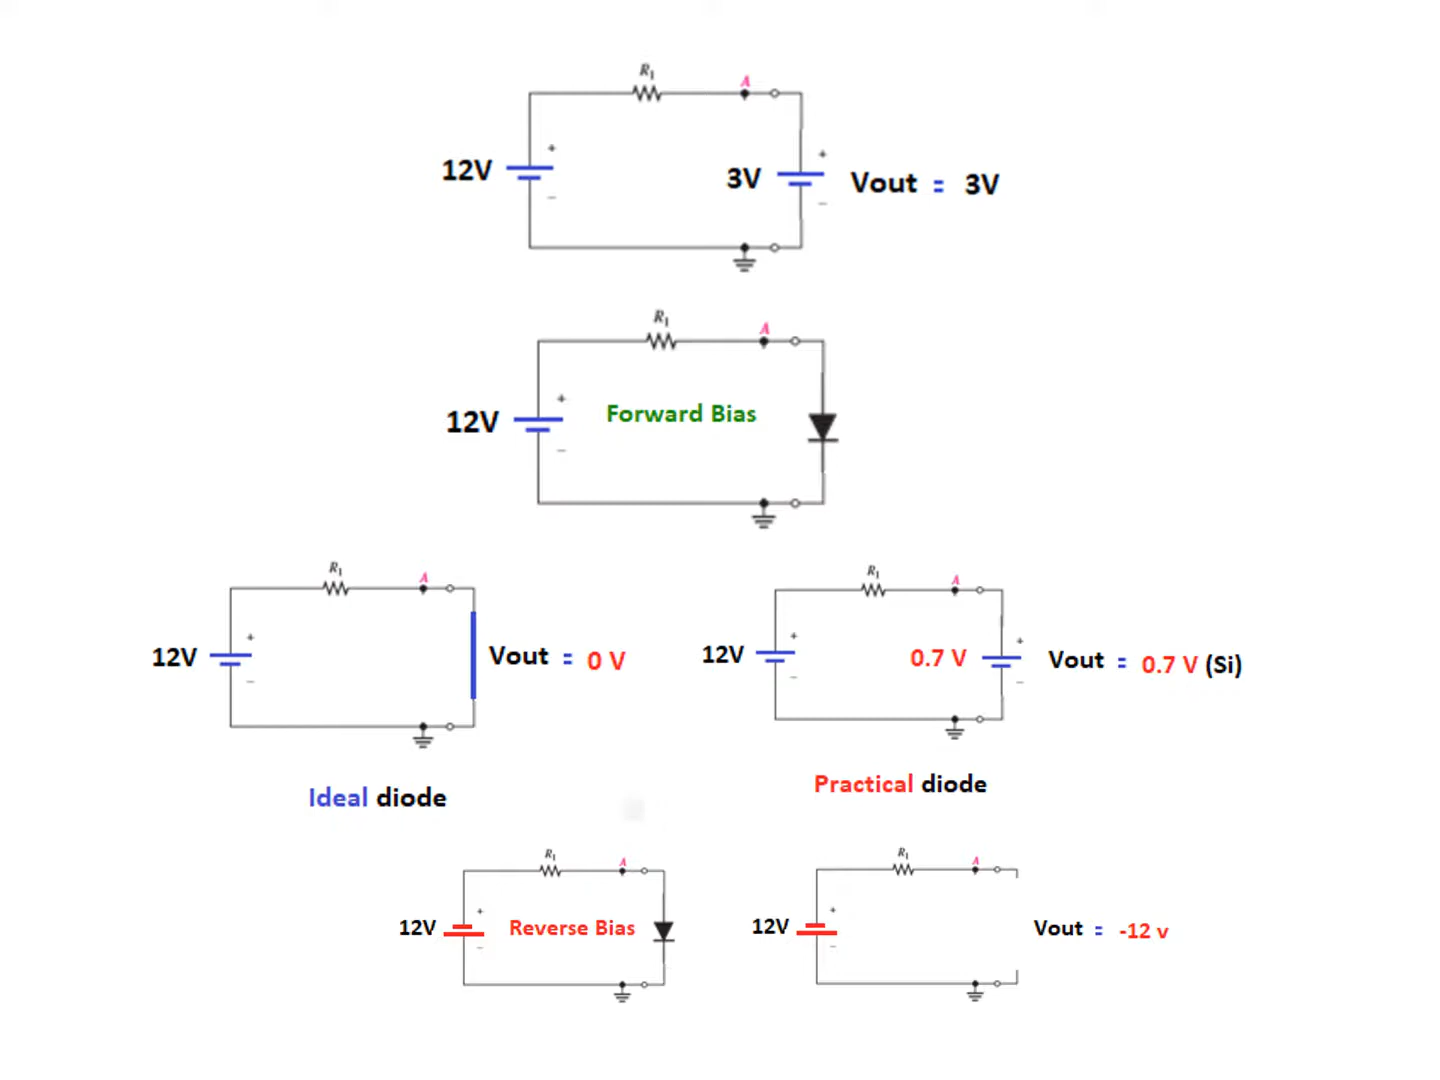 R1
A
+
12V
3V
+
Vout = 3V
−
−
R1
A
+
12V
Forward Bias
−
R1
A
+
12V
Vout = 0 V
−
Ideal diode
R1
A
+
12V
0.7 V
+
Vout = 0.7 V (Si)
−
−
Practical diode
R1
A
+
12V
Reverse Bias
−
R1
A
+
12V
Vout = -12 v
−